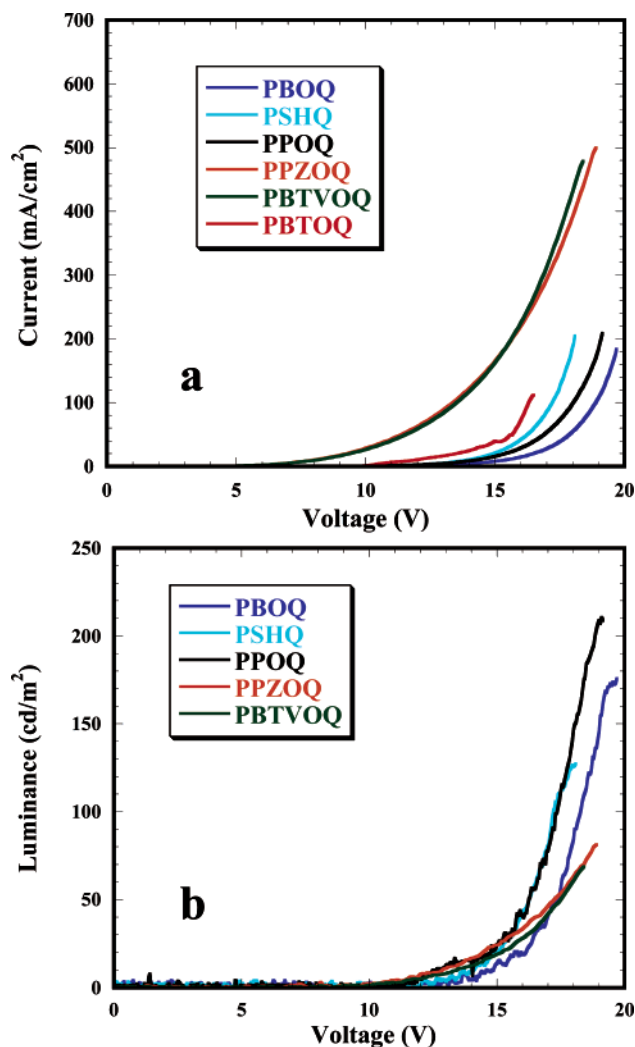 700
600
500
400
300
200
100
0
Current (mA/cm²)
PBOQ
PSHQ
PPOQ
PPZOQ
PBTVOQ
PBTOQ
a
0 5 10 15 20
Voltage (V)
250
200
150
100
50
0
Luminance (cd/m²)
PBOQ
PSHQ
PPOQ
PPZOQ
PBTVOQ
b
0 5 10 15 20
Voltage (V)